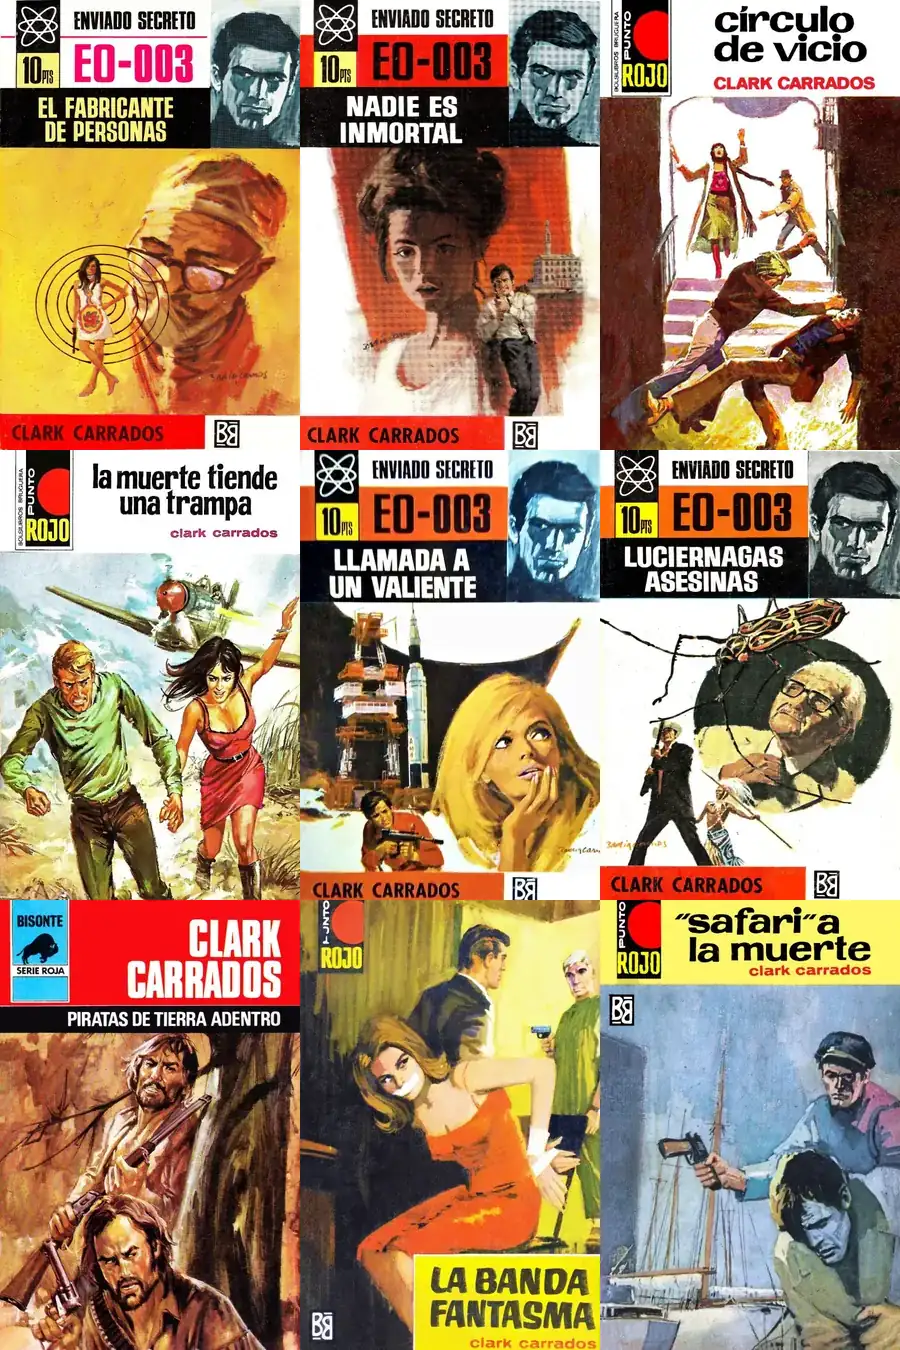 ENVIADO SECRETO
10 PTS
EO-003
EL FABRICANTE
DE PERSONAS
CLARK CARRADOS
B
ENVIADO SECRETO
10 PTS
EO-003
NADIE ES
INMORTAL
CLARK CARRADOS
B
BOLSILIBROS BRUGUERA
PUNTO
ROJO
círculo
de vicio
CLARK CARRADOS
BOLSILIBROS BRUGUERA
PUNTO
ROJO
la muerte tiende
una trampa
clark carrados
ENVIADO SECRETO
10 PTS
EO-003
LLAMADA A
UN VALIENTE
CLARK CARRADOS
B
ENVIADO SECRETO
10 PTS
EO-003
LUCIERNAGAS
ASESINAS
CLARK CARRADOS
B
BISONTE
SERIE ROJA
CLARK
CARRADOS
PIRATAS DE TIERRA ADENTRO
PUNTO
ROJO
LA BANDA
FANTASMA
clark carrados
B
PUNTO
ROJO
"safari" a
la muerte
clark carrados
B